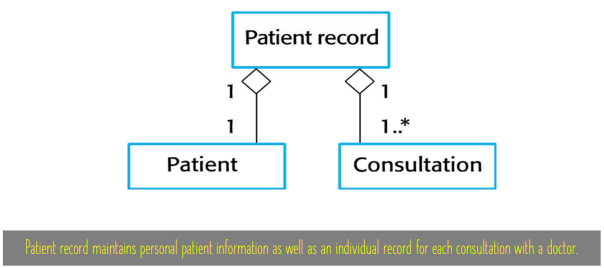 Patient record
1 1
1 1..*
Patient Consultation
Patient record maintains personal patient information as well as an individual record for each consultation with a doctor.